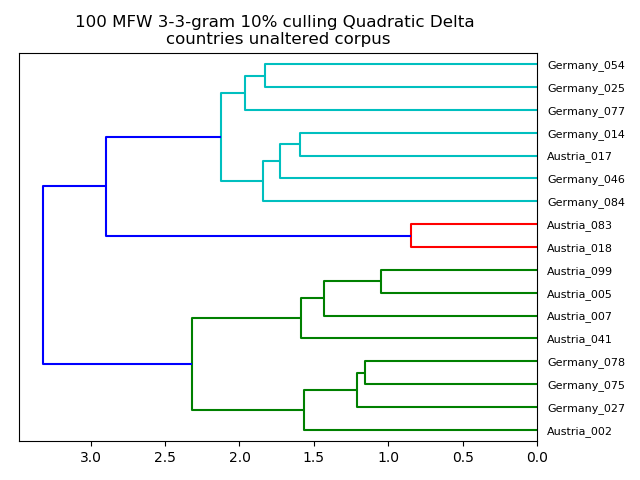 100 MFW 3-3-gram 10% culling Quadratic Delta
countries unaltered corpus
Germany_054
Germany_025
Germany_077
Germany_014
Austria_017
Germany_046
Germany_084
Austria_083
Austria_018
Austria_099
Austria_005
Austria_007
Austria_041
Germany_078
Germany_075
Germany_027
Austria_002
3.0 2.5 2.0 1.5 1.0 0.5 0.0